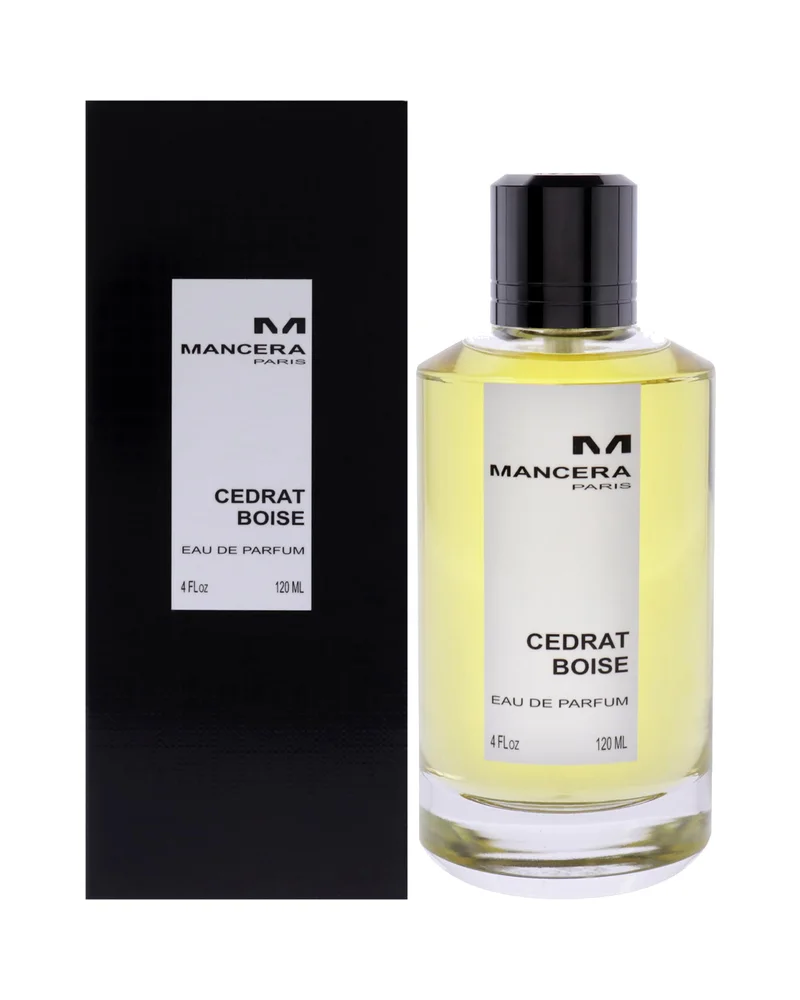 M
MANCERA
PARIS
CEDRAT
BOISE
EAU DE PARFUM
4 FLoz 120 ML
M
MANCERA
PARIS
CEDRAT
BOISE
EAU DE PARFUM
4 FLoz 120 ML